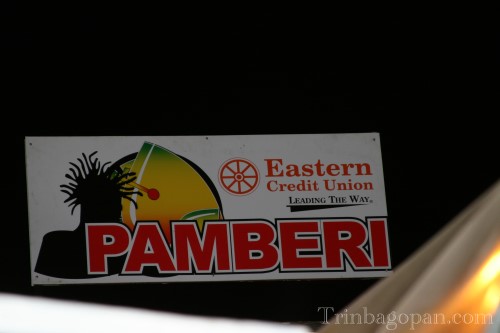 Eastern
Credit Union
LEADING THE WAY
PAMBERI
Trinbagopan.com